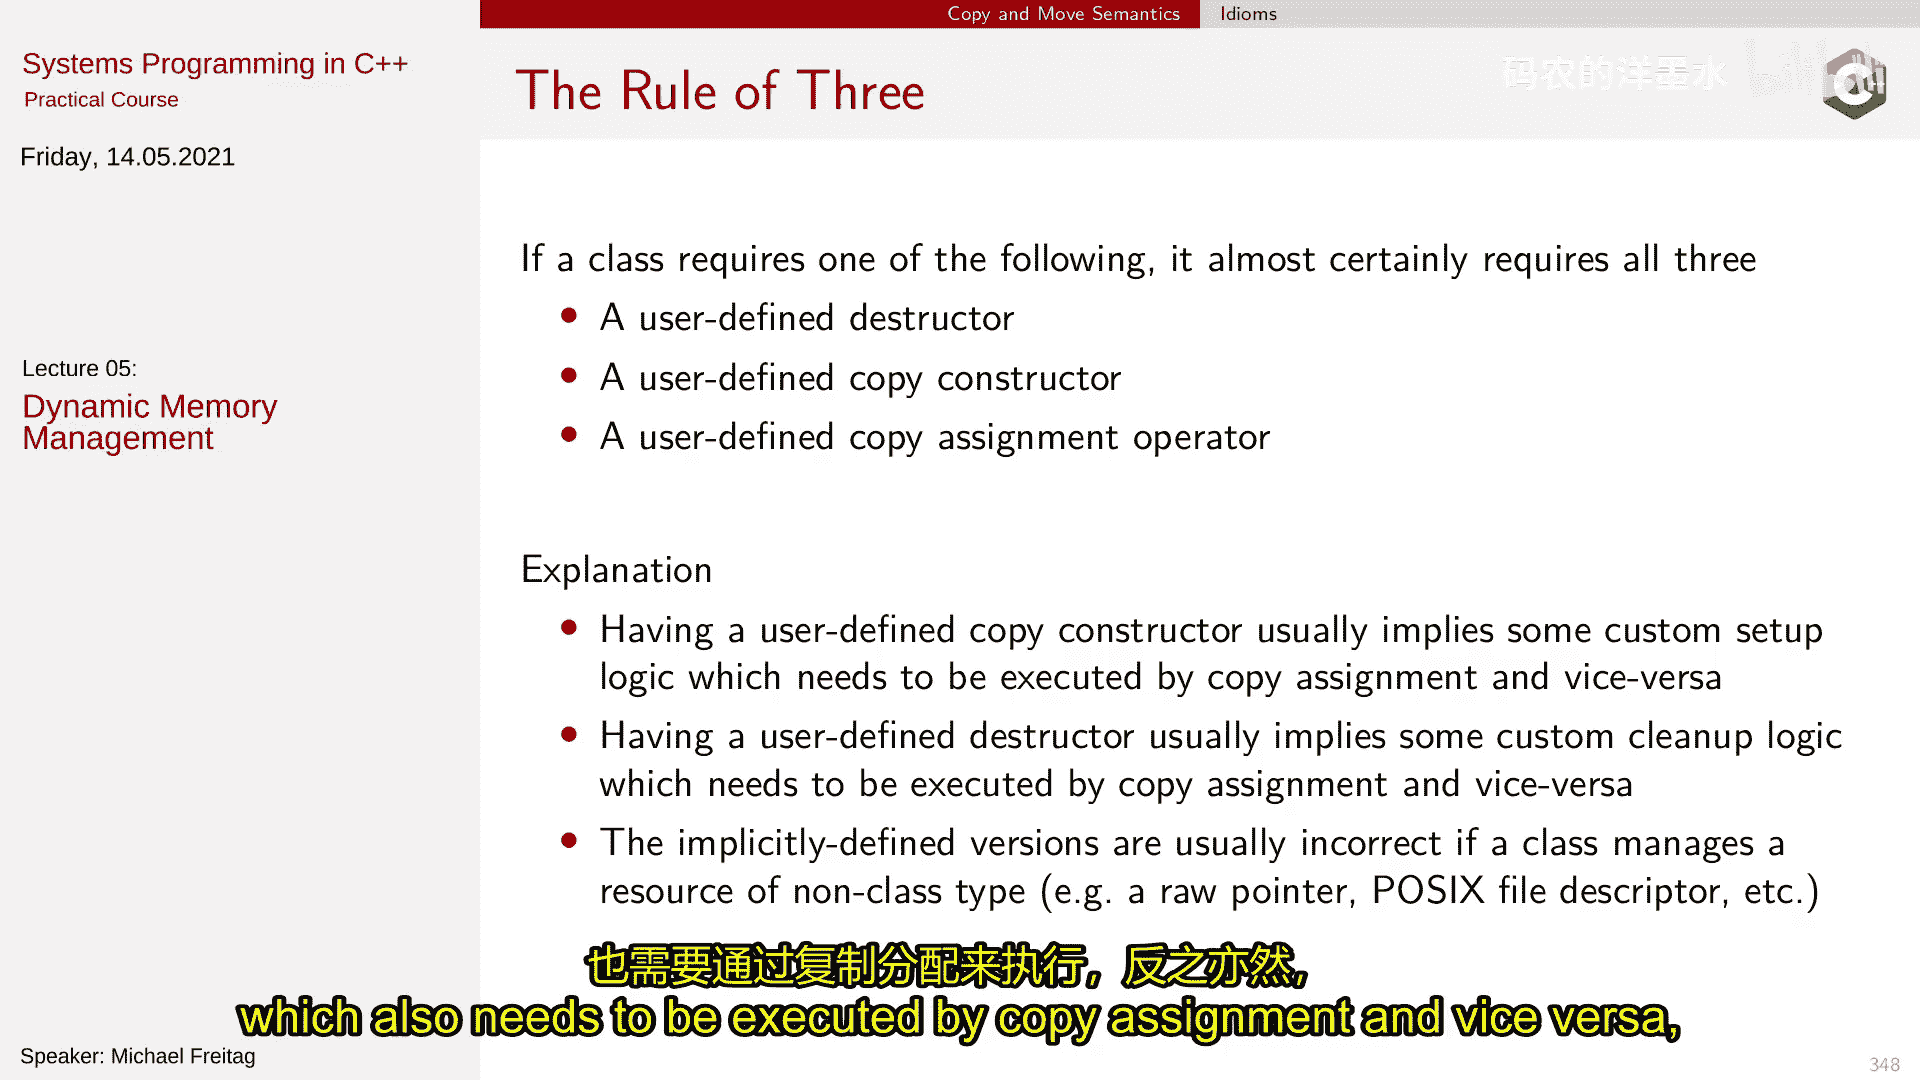 Copy and Move Semantics
Idioms
Systems Programming in C++
Practical Course
Friday, 14.05.2021
The Rule of Three
码农的洋墨水
If a class requires one of the following, it almost certainly requires all three
• A user-defined destructor
• A user-defined copy constructor
• A user-defined copy assignment operator
Lecture 05:
Dynamic Memory
Management
Explanation
• Having a user-defined copy constructor usually implies some custom setup
logic which needs to be executed by copy assignment and vice-versa
• Having a user-defined destructor usually implies some custom cleanup logic
which needs to be executed by copy assignment and vice-versa
• The implicitly-defined versions are usually incorrect if a class manages a
resource of non-class type (e.g. a raw pointer, POSIX file descriptor, etc.)
也需要通过复制分配来执行，反之亦然，
which also needs to be executed by copy assignment and vice versa,
Speaker: Michael Freitag
348